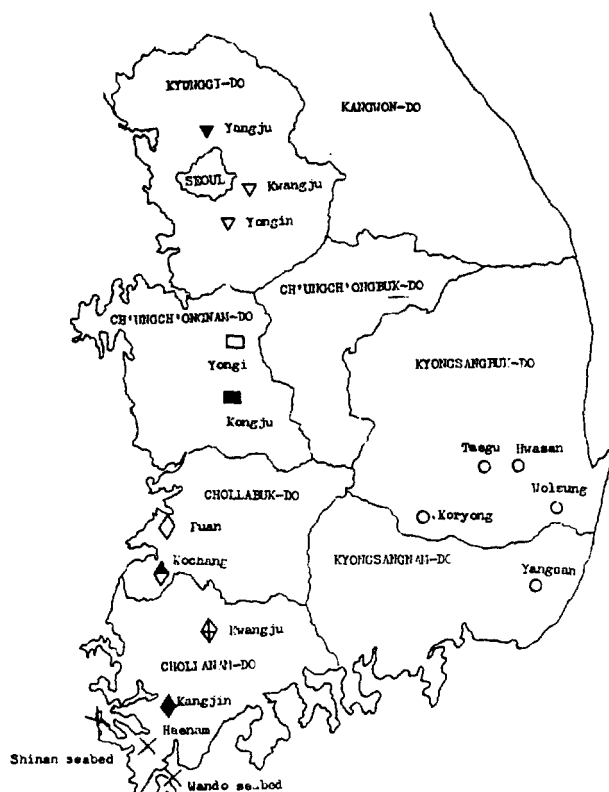 KYUNGGI-DO
KANGWON-DO
Yangju
SEOUL
Kwangju
Yongin
CH'UNGCH'ONGBUK-DO
CH'UNGCH'ONGNAM-DO
Yongi
KYONGSANGBUK-DO
Kongju
Taegu
Hwasan
CHOLLABUK-DO
Wolsung
Koryong
Puan
Kochang
KYONGSANGNAM-DO
Yangsan
Kwangju
CHOLLANAM-DO
Kangjin
Haenam
Shinan seabed
Wando seabed